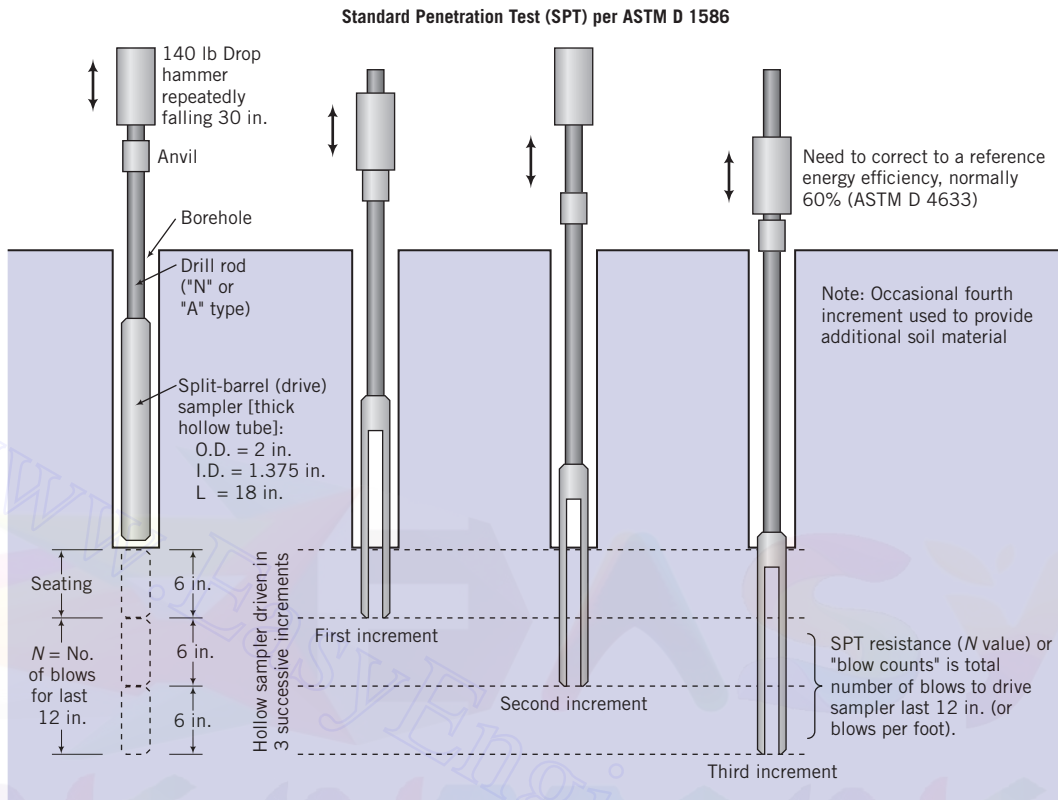 Standard Penetration Test (SPT) per ASTM D 1586
140 lb Drop
hammer
repeatedly
falling 30 in.
Anvil
Borehole
Drill rod
("N" or
"A" type)
Split-barrel (drive)
sampler [thick
hollow tube]:
O.D. = 2 in.
I.D. = 1.375 in.
L = 18 in.
Need to correct to a reference
energy efficiency, normally
60% (ASTM D 4633)
Note: Occasional fourth
increment used to provide
additional soil material
Seating
6 in.
N = No.
of blows
for last
12 in.
6 in.
6 in.
Hollow sampler driven in
3 successive increments
First increment
Second increment
Third increment
SPT resistance (N value) or
"blow counts" is total
number of blows to drive
sampler last 12 in. (or
blows per foot).